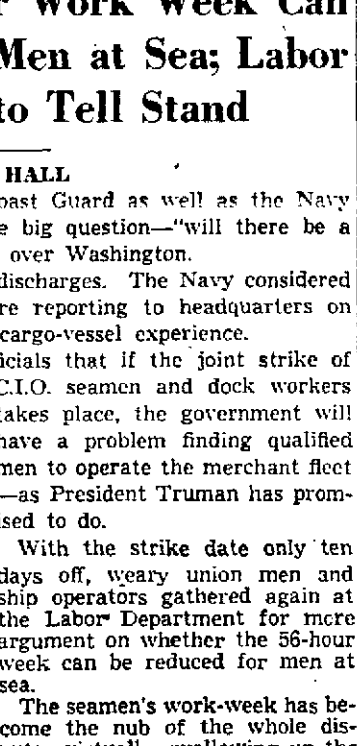 r Work Week Can
Men at Sea; Labor
to Tell Stand
HALL
oast Guard as well as the Navy
e big question—"will there be a
over Washington.
discharges. The Navy considered
re reporting to headquarters on
cargo-vessel experience.
icials that if the joint strike of
C.I.O. seamen and dock workers
takes place, the government will
have a problem finding qualified
men to operate the merchant fleet
—as President Truman has prom-
ised to do.
With the strike date only ten
days off, weary union men and
ship operators gathered again at
the Labor Department for more
argument on whether the 56-hour
week can be reduced for men at
sea.
The seamen's work-week has be-
come the nub of the whole dis-